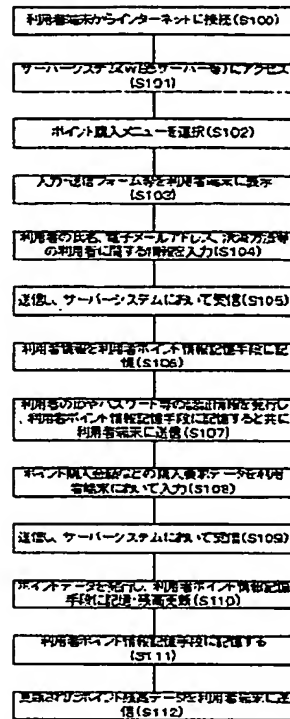 利用者端末からインターネットに接続(S100)
サーバーシステム(WEBサーバー等)にアクセス
(S101)
ポイント購入メニューを選択(S102)
入力・送信フォーム等を利用者端末に表示
(S103)
利用者の氏名、電子メールアドレス、決済方法等
の利用者に関する情報を入力(S104)
送信し、サーバーシステムにおいて受信(S105)
利用者情報を利用者ポイント情報記憶手段に記
憶(S106)
利用者のIDやパスワード等の認証情報を発行し
、利用者ポイント情報記憶手段に記憶すると共に
利用者端末に送信(S107)
ポイント購入金額などの購入要求データを利用
者端末において入力(S108)
送信し、サーバーシステムにおいて受信(S109)
ポイントデータを発行し、利用者ポイント情報記憶
手段に記憶・残高更新(S110)
利用者ポイント情報記憶手段に記憶する
(S111)
更新されたポイント残高データを利用者端末に送
信(S112)